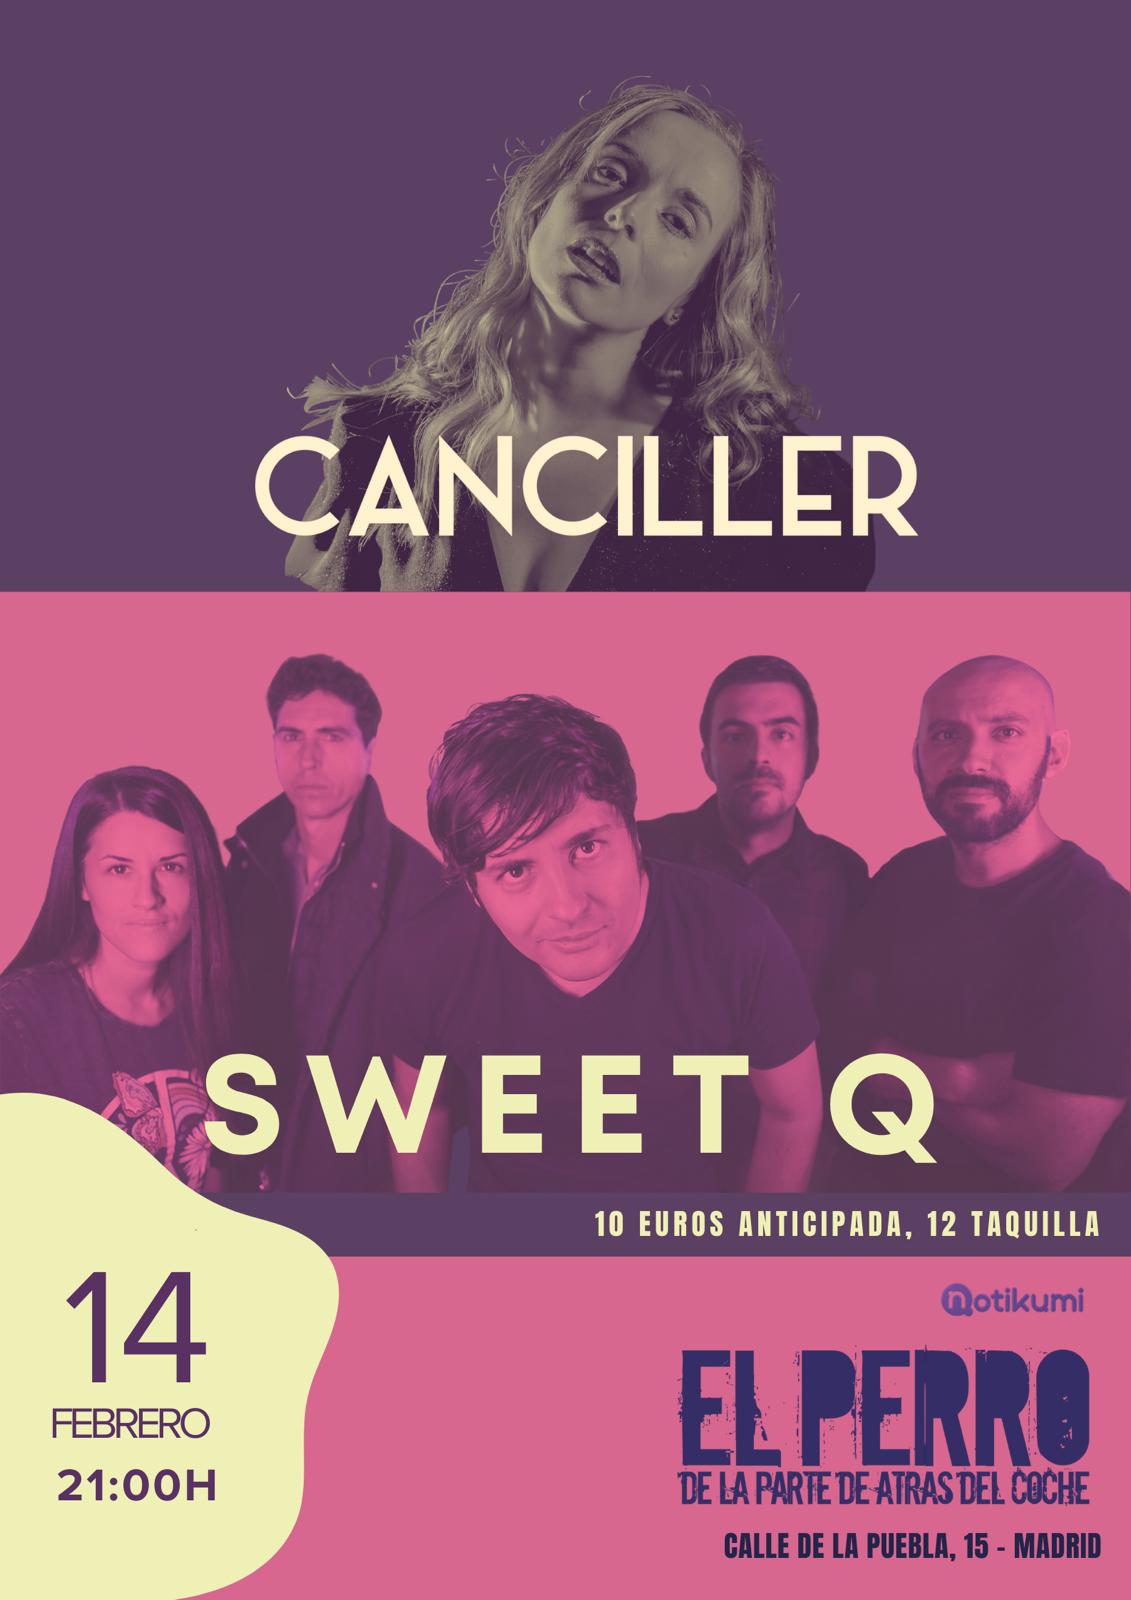 CANCILLER
SWEET Q
10 EUROS ANTICIPADA, 12 TAQUILLA
14
FEBRERO
21:00H
notikumi
EL PERRO
DE LA PARTE DE ATRAS DEL COCHE
CALLE DE LA PUEBLA, 15 - MADRID